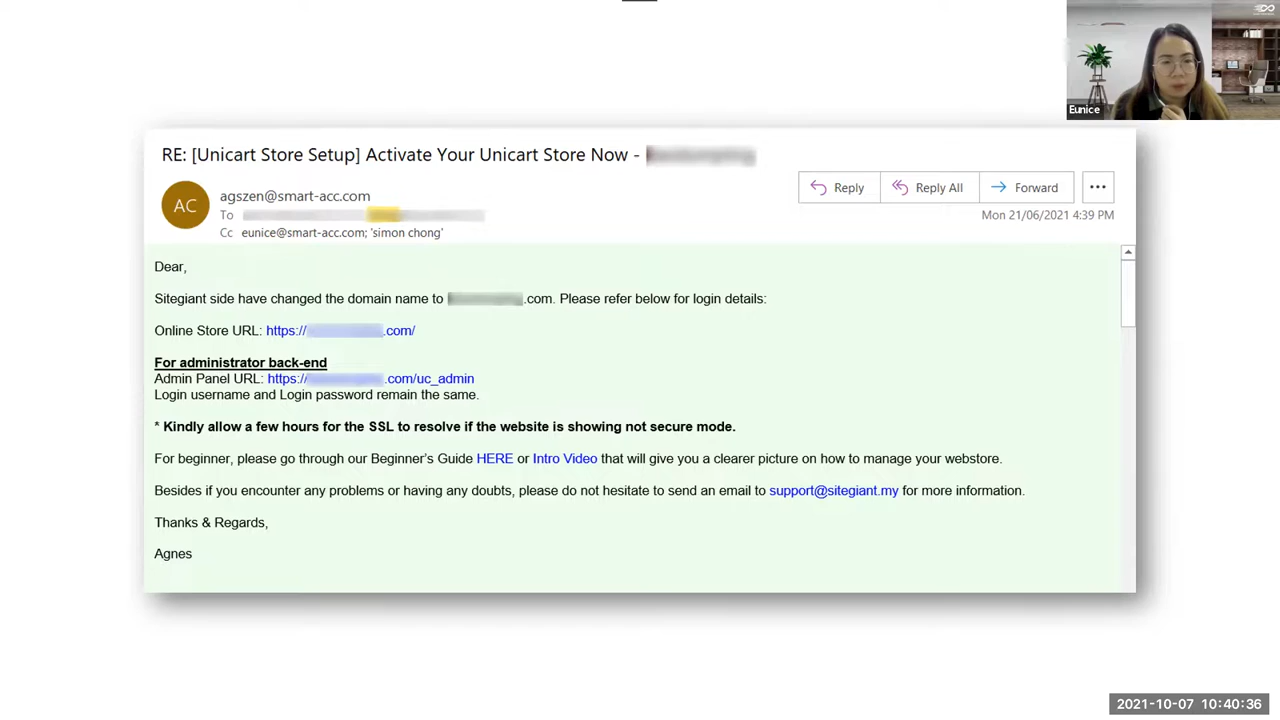 Eunice
RE: [Unicart Store Setup] Activate Your Unicart Store Now -
AC
agszen@smart-acc.com
To
Cc eunice@smart-acc.com; 'simon chong'
Reply
Reply All
Forward
Mon 21/06/2021 4:39 PM
Dear,
Sitegiant side have changed the domain name to .com. Please refer below for login details:
Online Store URL: https:// .com/
For administrator back-end
Admin Panel URL: https:// .com/uc_admin
Login username and Login password remain the same.
* Kindly allow a few hours for the SSL to resolve if the website is showing not secure mode.
For beginner, please go through our Beginner's Guide HERE or Intro Video that will give you a clearer picture on how to manage your webstore.
Besides if you encounter any problems or having any doubts, please do not hesitate to send an email to support@sitegiant.my for more information.
Thanks & Regards,
Agnes
2021-10-07 10:40:36